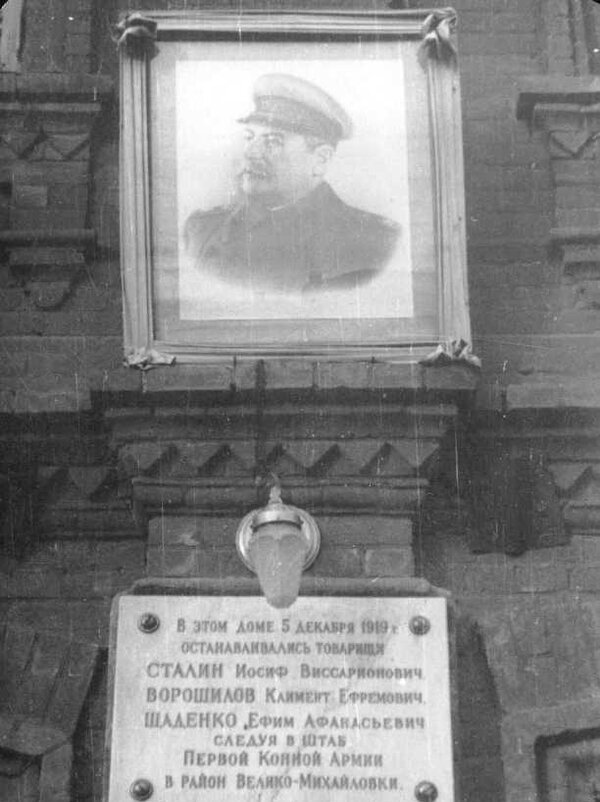 В ЭТОМ ДОМЕ 5 ДЕКАБРЯ 1919 г.
ОСТАНАВЛИВАЛИСЬ ТОВАРИЩИ
СТАЛИН ИОСИФ ВИССАРИОНОВИЧ
ВОРОШИЛОВ КЛИМЕНТ ЕФРЕМОВИЧ,
ЩАДЕНКО ЕФИМ АФАНАСЬЕВИЧ
СЛЕДУЯ В ШТАБ
ПЕРВОЙ КОННОЙ АРМИИ
В РАЙОН ВЕЛИКО-МИХАЙЛОВКИ.